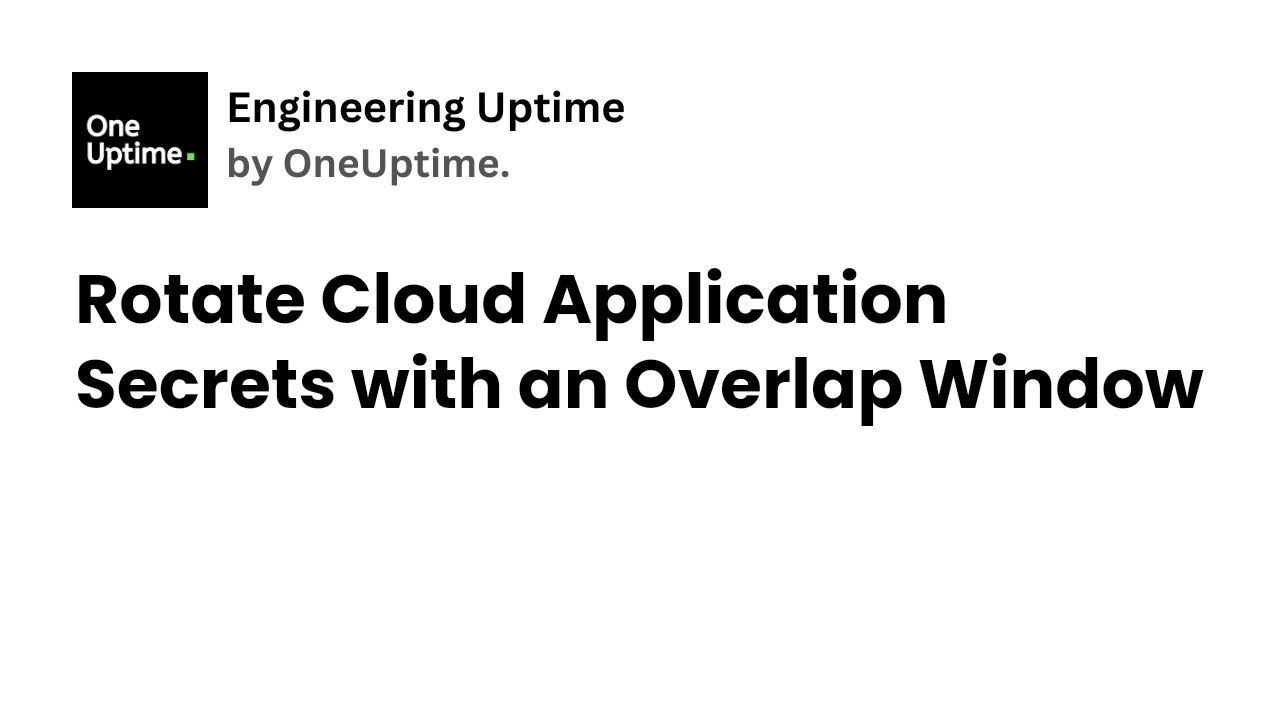 One
Uptime
Engineering Uptime
by OneUptime.
Rotate Cloud Application
Secrets with an Overlap Window